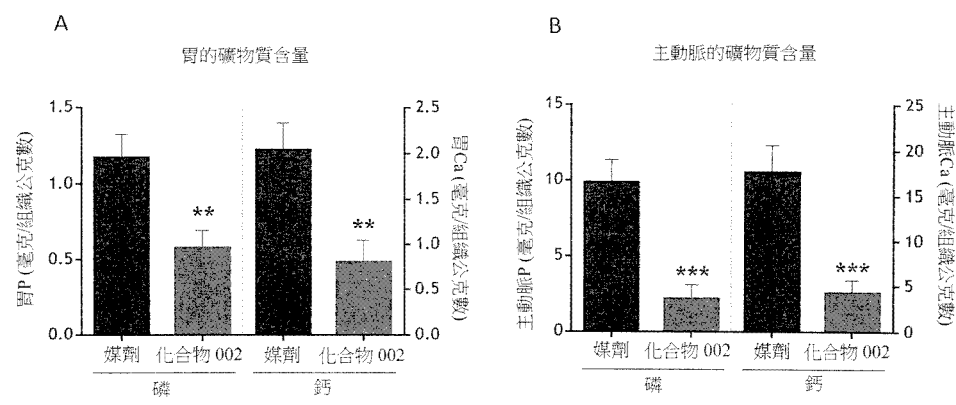 A
胃的礦物質含量
1.5
1.0
0.5
0.0
胃P (毫克/組織公克數)
2.5
2.0
1.5
1.0
0.5
0.0
胃Ca (毫克/組織公克數)
**
**
媒劑 化合物 002 媒劑 化合物 002
磷 鈣
B
主動脈的礦物質含量
15
10
5
0
主動脈P (毫克/組織公克數)
25
20
15
10
5
0
主動脈Ca (毫克/組織公克數)
***
***
媒劑 化合物 002 媒劑 化合物 002
磷 鈣